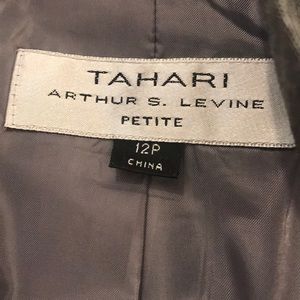 TAHARI
ARTHUR S. LEVINE
PETITE
12P
CHINA